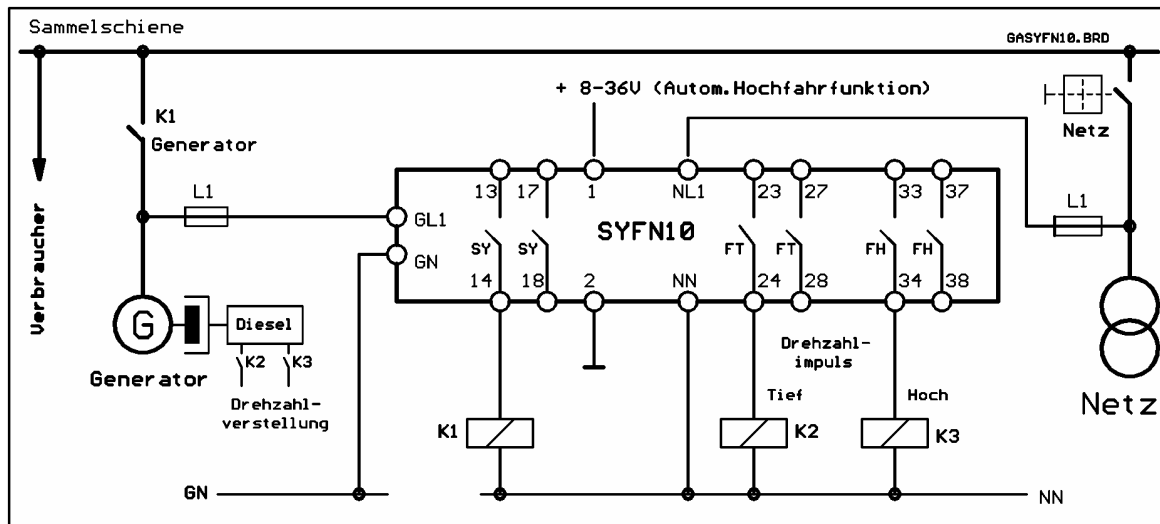 Sammelschiene
GASYFN10.BRD
+ 8-36V (Autom.Hochfahrfunktion)
K1
Generator
Netz
L1
13 17 1 NL1 23 27 33 37
L1
GL1
SYFN10
SY SY FT FT FH FH
GN
14 18 2 NN 24 28 34 38
Verbraucher
G
Diesel
K2 K3
Generator
Drehzahl-
verstellung
Drehzahl-
impuls
Tief Hoch
Netz
K1 K2 K3
GN NN